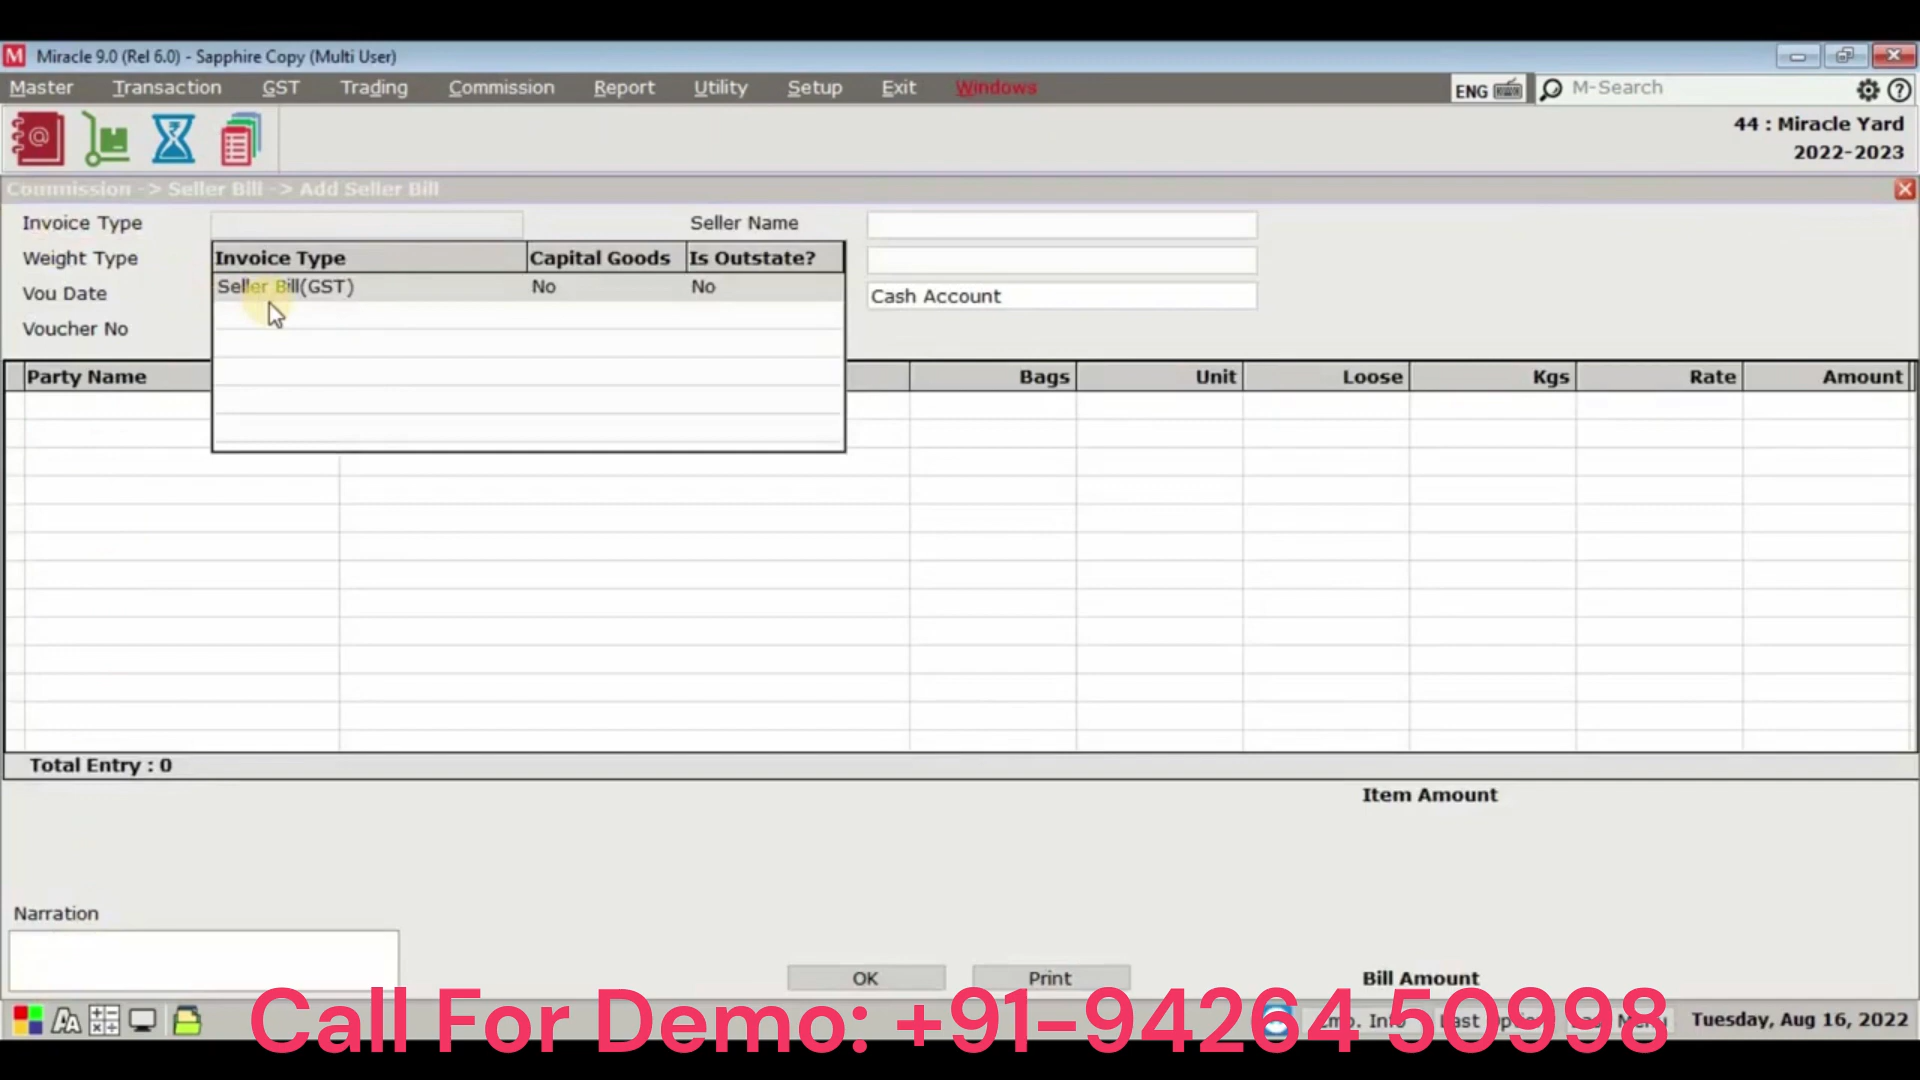 Miracle 9.0 (Rel 6.0) - Sapphire Copy (Multi User)
Master Transaction GST Trading Commission Report Utility Setup Exit Windows ENG M-Search
44 : Miracle Yard
2022-2023
Commission -> Seller Bill -> Add Seller Bill
Invoice Type Seller Name
Weight Type Invoice Type Capital Goods Is Outstate?
Seller Bill(GST) No No
Vou Date Cash Account
Voucher No
Party Name Bags Unit Loose Kgs Rate Amount
Total Entry : 0
Item Amount
Narration
OK Print Bill Amount
Call For Demo: +91-94264 50998
Tuesday, Aug 16, 2022